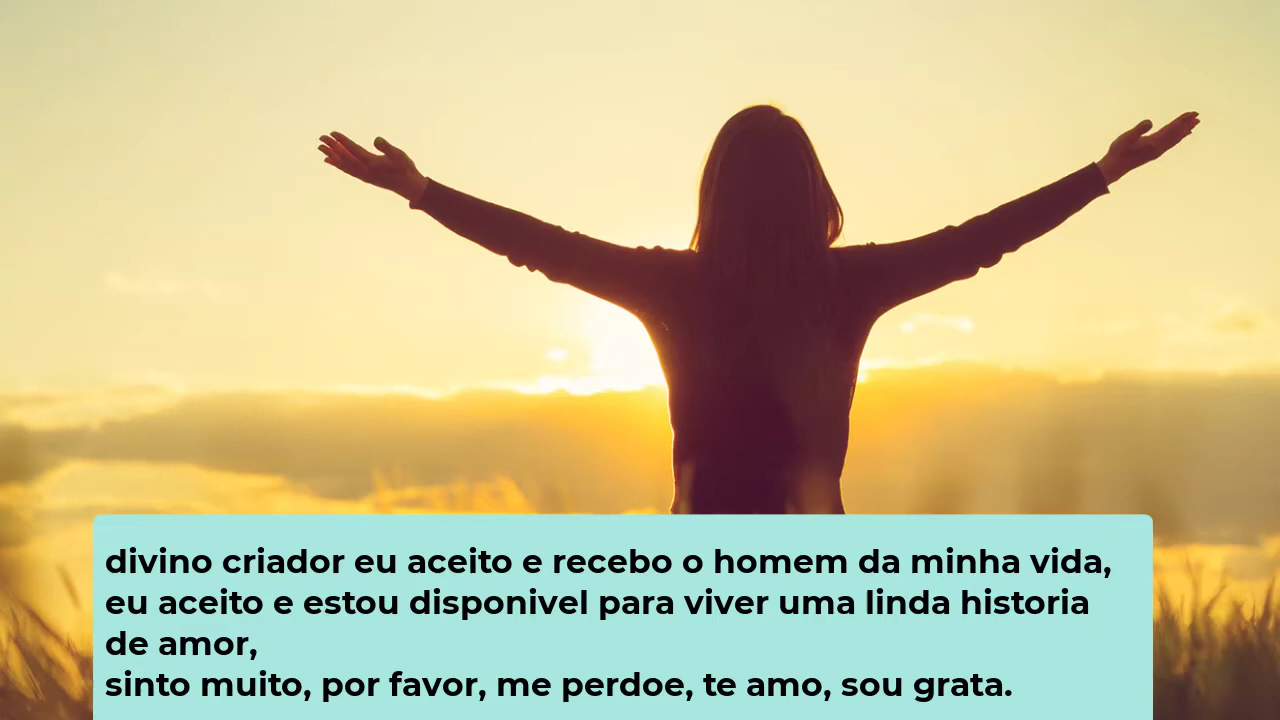 divino criador eu aceito e recebo o homem da minha vida,
eu aceito e estou disponivel para viver uma linda historia
de amor,
sinto muito, por favor, me perdoe, te amo, sou grata.